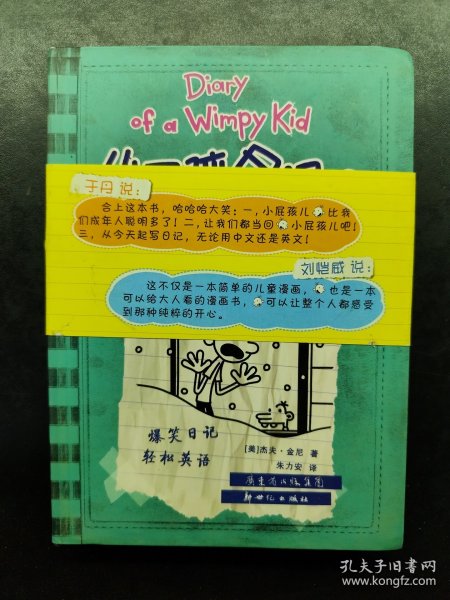 Diary
of a Wimpy Kid
于丹 说：
合上这本书，哈哈哈大笑：一，小屁孩儿比我
们成年人聪明多了！二，让我们都当回小屁孩儿吧！
三，从今天起写日记，无论用中文还是英文！
刘恺威 说：
这不仅是一本简单的儿童漫画，也是一本
可以给大人看的漫画书，可以让整个人都感受
到那种纯粹的开心。
爆笑日记
轻松英语
[美]杰夫·金尼 著
朱力安 译
广东省出版集团
新世纪出版社
孔夫子旧书网
www.kongfz.com